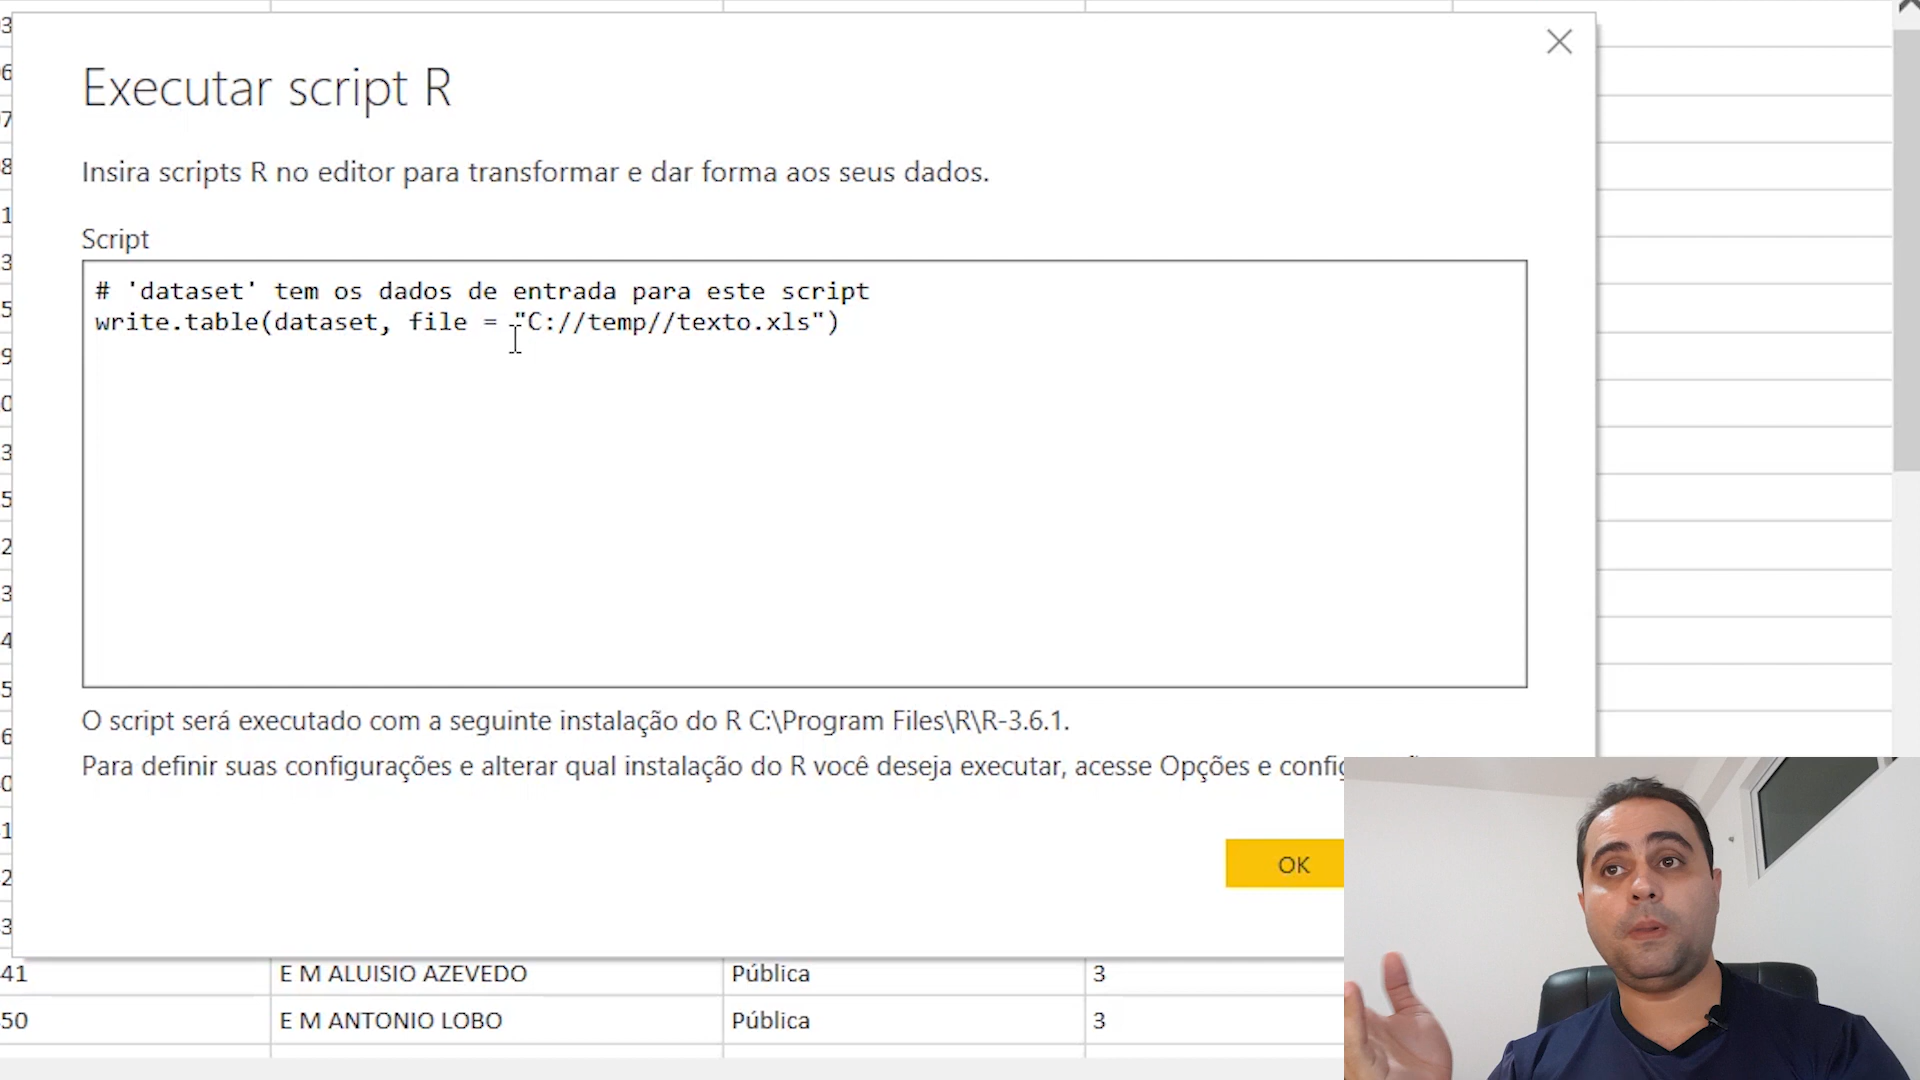 Executar script R
Insira scripts R no editor para transformar e dar forma aos seus dados.
Script
# 'dataset' tem os dados de entrada para este script
write.table(dataset, file = "C://temp//texto.xls")
O script será executado com a seguinte instalação do R C:\Program Files\R\R-3.6.1.
Para definir suas configurações e alterar qual instalação do R você deseja executar, acesse Opções e
OK
41 E M ALUISIO AZEVEDO Pública 3
50 E M ANTONIO LOBO Pública 3